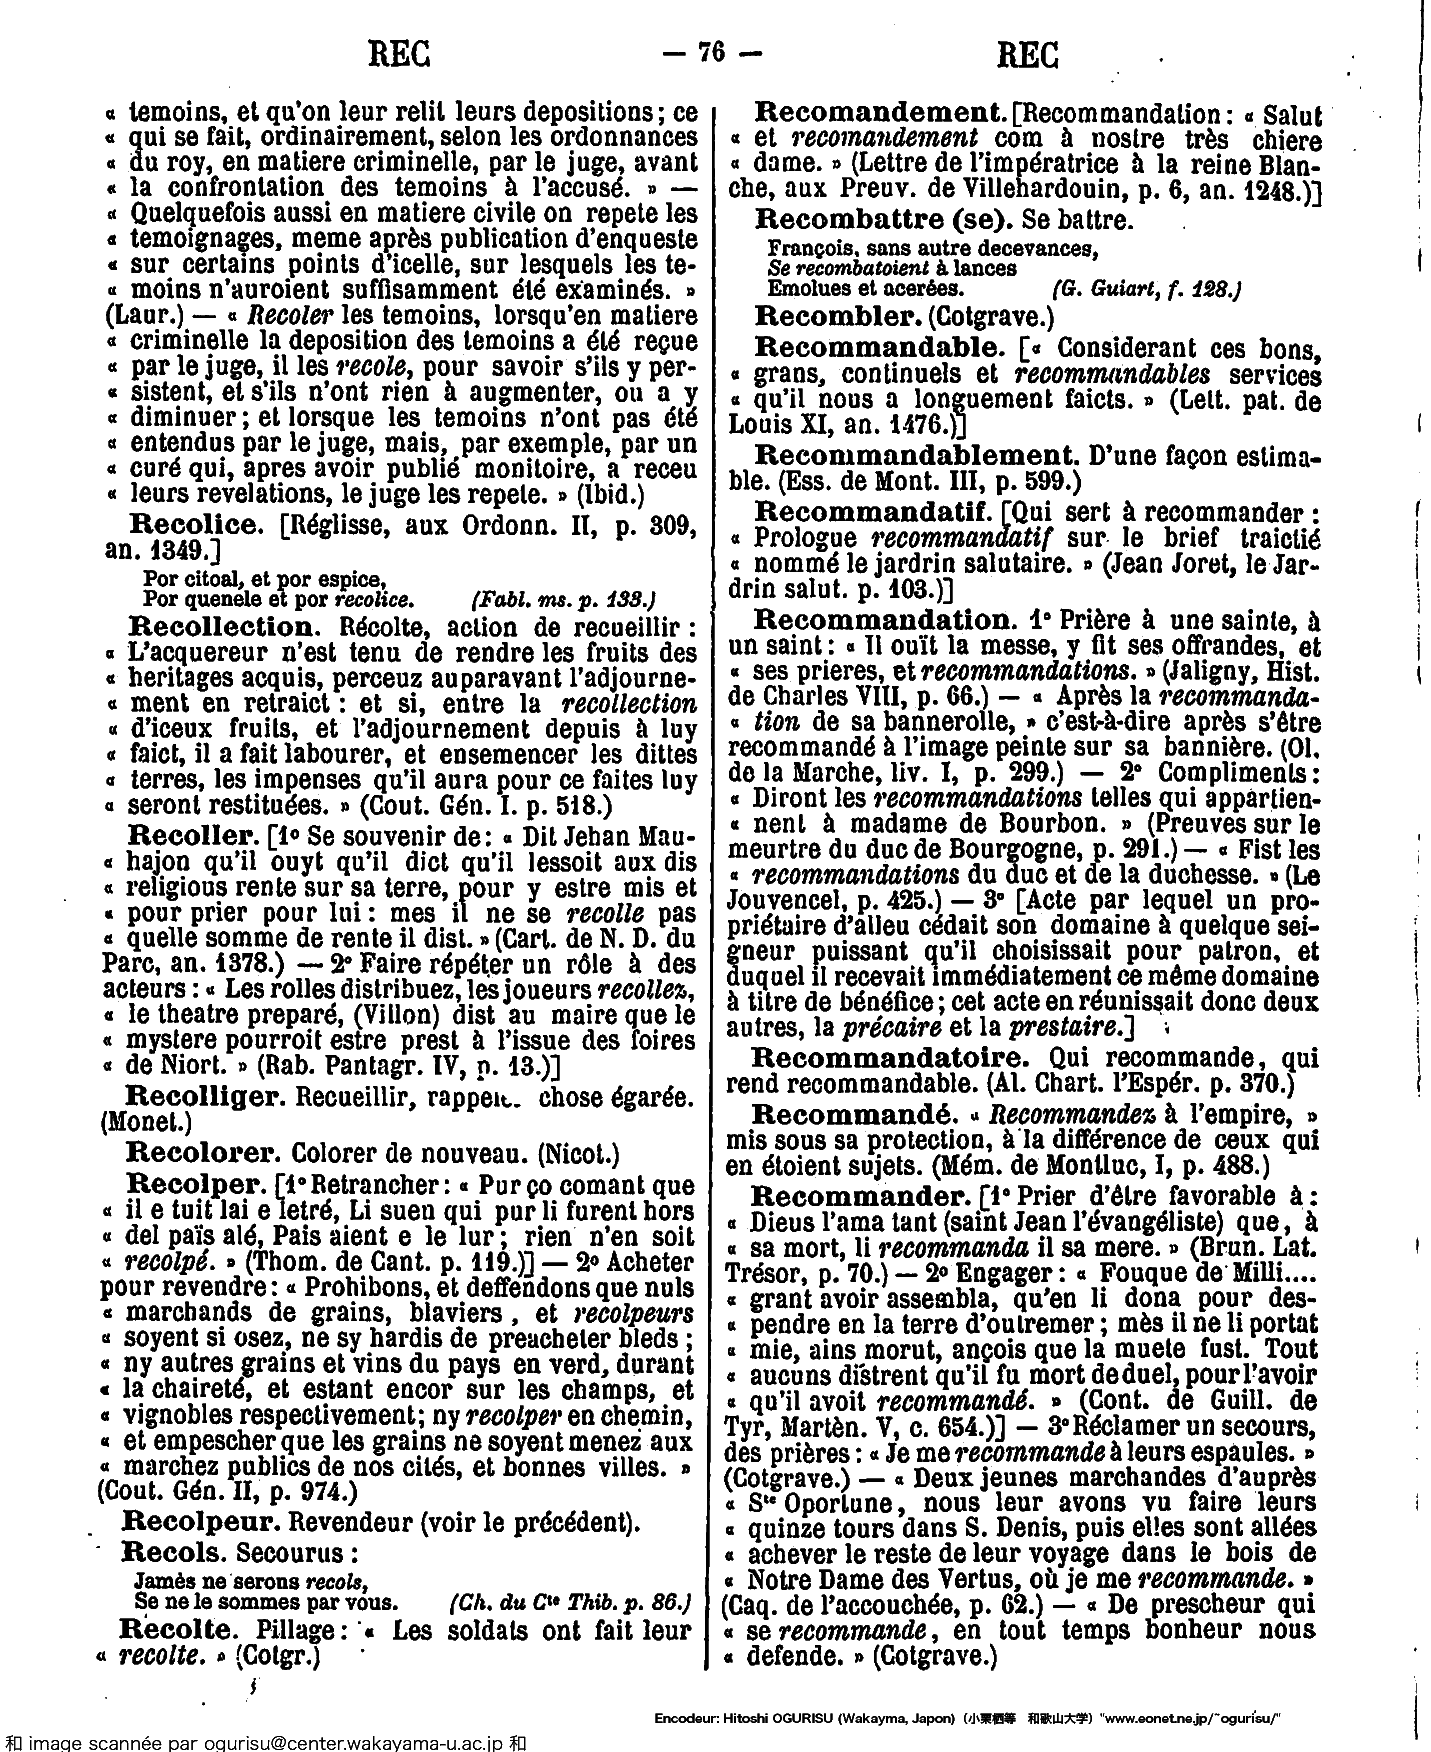 REC
— 76 —
REC
« temoins, et qu'on leur relit leurs depositions ; ce
« qui se fait, ordinairement, selon les ordonnances
« du roy, en matiere criminelle, par le juge, avant
« la confrontation des temoins à l'accusé. » —
« Quelquefois aussi en matiere civile on repete les
« temoignages, meme après publication d'enqueste
« sur certains points d'icelle, sur lesquels les te-
« moins n'auroient suffisamment été examinés. »
(Laur.) — « Recoler les temoins, lorsqu'en matiere
« criminelle la deposition des temoins a été reçue
« par le juge, il les recole, pour savoir s'ils y per-
« sistent, et s'ils n'ont rien à augmenter, ou a y
« diminuer ; et lorsque les temoins n'ont pas été
« entendus par le juge, mais, par exemple, par un
« curé qui, apres avoir publié monitoire, a receu
« leurs revelations, le juge les repete. » (Ibid.)
Recolice. [Réglisse, aux Ordonn. II, p. 309,
an. 1349.]
Por citoal, et por espice,
Por quenele et por recolice. (Fabl. ms. p. 133.)
Recollection. Récolte, action de recueillir :
« L'acquereur n'est tenu de rendre les fruits des
« heritages acquis, perceuz auparavant l'adjourne-
« ment en retraict : et si, entre la recollection
« d'iceux fruits, et l'adjournement depuis à luy
« faict, il a fait labourer, et ensemencer les dittes
« terres, les impenses qu'il aura pour ce faites luy
« seront restituées. » (Cout. Gén. I. p. 518.)
Recoller. [1º Se souvenir de : « Dit Jehan Mau-
« hajon qu'il ouyt qu'il dict qu'il lessoit aux dis
« religious rente sur sa terre, pour y estre mis et
« pour prier pour lui : mes il ne se recolle pas
« quelle somme de rente il dist. » (Cart. de N. D. du
Parc, an. 1378.) — 2º Faire répéter un rôle à des
acteurs : « Les rolles distribuez, les joueurs recollez,
« le theatre preparé, (Villon) dist au maire que le
« mystere pourroit estre prest à l'issue des foires
« de Niort. » (Rab. Pantagr. IV, p. 13.)]
Recolliger. Recueillir, chose égarée.
(Monet.)
Recolorer. Colorer de nouveau. (Nicot.)
Recolper. [1º Retrancher : « Pur ço comant que
« il e tuit lai e letré, Li suen qui pur li furent hors
« del païs alé, Pais aient e le lur ; rien n'en soit
« recolpé. » (Thom. de Cant. p. 119.)] — 2º Acheter
pour revendre : « Prohibons, et deffendons que nuls
« marchands de grains, blaviers , et recolpeurs
« soyent si osez, ne sy hardis de preacheter bleds ;
« ny autres grains et vins du pays en verd, durant
« la chaireté, et estant encor sur les champs, et
« vignobles respectivement ; ny recolper en chemin,
« et empescher que les grains ne soyent menez aux
« marchez publics de nos cités, et bonnes villes. »
(Cout. Gén. II, p. 974.)
Recolpeur. Revendeur (voir le précédent).
Recols. Secourus :
Jamès ne serons recols,
Se ne le sommes par vous. (Ch. du Cte Thib. p. 86.)
Recolte. Pillage : « Les soldats ont fait leur
« recolte. » (Cotgr.)
Recomandement. [Recommandation : « Salut
« et recomandement com à nostre très chiere
« dame. » (Lettre de l'impératrice à la reine Blan-
che, aux Preuv. de Villehardouin, p. 6, an. 1248.)]
Recombattre (se). Se battre.
François, sans autre decevances,
Se recombatoient à lances
Emolues et acerées. (G. Guiart, f. 128.)
Recombler. (Cotgrave.)
Recommandable. [« Considerant ces bons,
« grans, continuels et recommandables services
« qu'il nous a longuement faicts. » (Lett. pat. de
Louis XI, an. 1476.)]
Recommandablement. D'une façon estima-
ble. (Ess. de Mont. III, p. 599.)
Recommandatif. [Qui sert à recommander :
« Prologue recommandatif sur le brief traictié
« nommé le jardrin salutaire. » (Jean Joret, le Jar-
drin salut. p. 103.)]
Recommandation. 1º Prière à une sainte, à
un saint : « Il ouït la messe, y fit ses offrandes, et
« ses prieres, et recommandations. » (Jaligny, Hist.
de Charles VIII, p. 66.) — « Après la recommanda-
« tion de sa bannerolle, » c'est-à-dire après s'être
recommandé à l'image peinte sur sa bannière. (Ol.
de la Marche, liv. I, p. 299.) — 2º Compliments :
« Diront les recommandations telles qui appartien-
« nent à madame de Bourbon. » (Preuves sur le
meurtre du duc de Bourgogne, p. 291.) — « Fist les
« recommandations du duc et de la duchesse. » (Le
Jouvencel, p. 425.) — 3º [Acte par lequel un pro-
priétaire d'alleu cédait son domaine à quelque sei-
gneur puissant qu'il choisissait pour patron, et
duquel il recevait immédiatement ce même domaine
à titre de bénéfice ; cet acte en réunissait donc deux
autres, la précaire et la prestaire.]
Recommandatoire. Qui recommande, qui
rend recommandable. (Al. Chart. l'Espér. p. 370.)
Recommandé. « Recommandez à l'empire, »
mis sous sa protection, à la différence de ceux qui
en étoient sujets. (Mém. de Montluc, I, p. 488.)
Recommander. [1º Prier d'être favorable à :
« Dieus l'ama tant (saint Jean l'évangéliste) que, à
« sa mort, li recommanda il sa mere. » (Brun. Lat.
Trésor, p. 70.) — 2º Engager : « Fouque de Milli....
« grant avoir assembla, qu'en li dona pour des-
« pendre en la terre d'outremer ; mès il ne li portat
« mie, ains morut, ançois que la muete fust. Tout
« aucuns distrent qu'il fu mort de duel, pour l'avoir
« qu'il avoit recommandé. » (Cont. de Guill. de
Tyr, Martèn. V, c. 654.)] — 3º Réclamer un secours,
des prières : « Je me recommande à leurs espaules. »
(Cotgrave.) — « Deux jeunes marchandes d'auprès
« Ste Oportune, nous leur avons vu faire leurs
« quinze tours dans S. Denis, puis elles sont allées
« achever le reste de leur voyage dans le bois de
« Notre Dame des Vertus, où je me recommande. »
(Caq. de l'accouchée, p. 62.) — « De prescheur qui
« se recommande, en tout temps bonheur nous
« defende. » (Cotgrave.)
Encodeur: Hitoshi OGURISU (Wakayma, Japon)（小栗栖等　和歌山大学）"www.eonet.ne.jp/~ogurisu/"
和 image scannée par ogurisu@center.wakayama-u.ac.jp 和